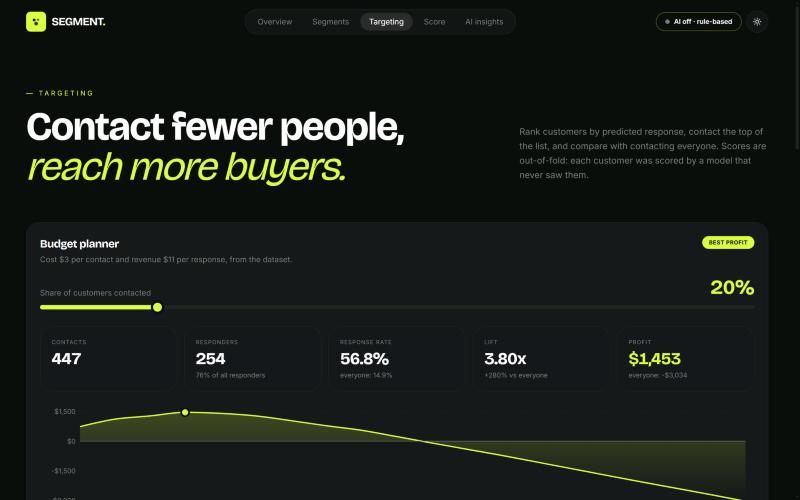 SEGMENT.
Overview
Segments
Targeting
Score
AI insights
AI off · rule-based
— TARGETING
Contact fewer people,
reach more buyers.
Rank customers by predicted response, contact the top of
the list, and compare with contacting everyone. Scores are
out-of-fold: each customer was scored by a model that
never saw them.
Budget planner
BEST PROFIT
Cost $3 per contact and revenue $11 per response, from the dataset.
Share of customers contacted
20%
CONTACTS
447
RESPONDERS
254
76% of all responders
RESPONSE RATE
56.8%
everyone: 14.9%
LIFT
3.80x
+280% vs everyone
PROFIT
$1,453
everyone: -$3,034
$1,500
$0
-$1,500